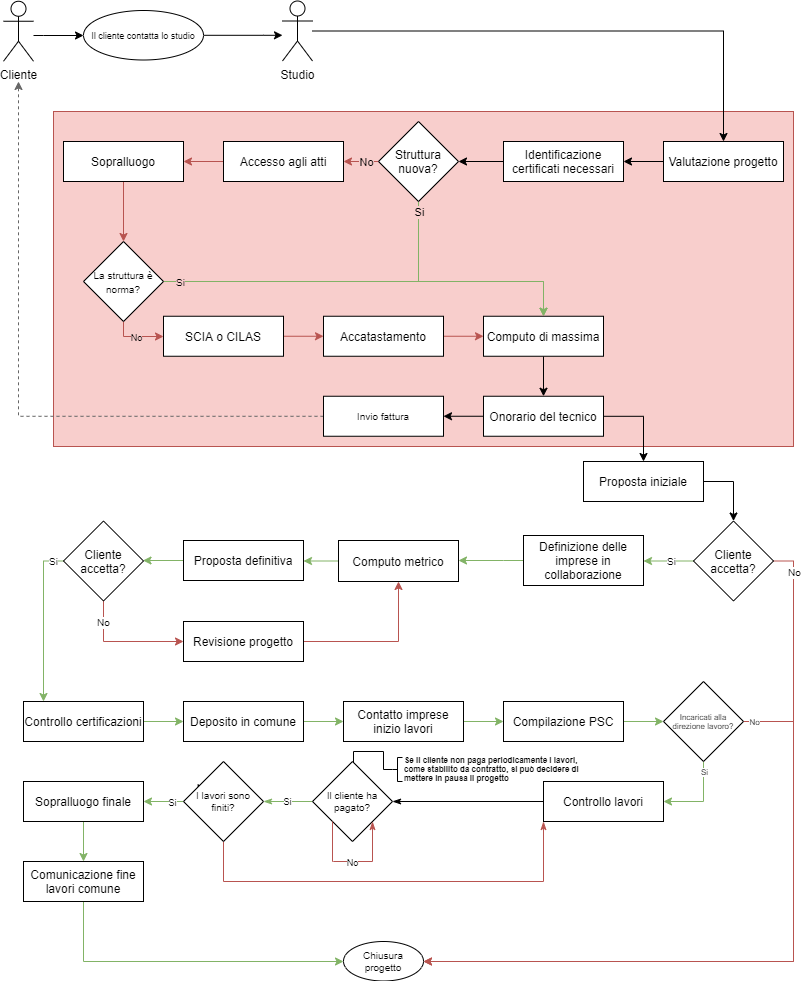 Il cliente contatta lo studio
Cliente
Studio
Sopralluogo
Accesso agli atti
No
Struttura
nuova?
Identificazione
certificati necessari
Valutazione progetto
Si
La struttura è
norma?
Si
No
SCIA o CILAS
Accatastamento
Computo di massima
Invio fattura
Onorario del tecnico
Proposta iniziale
Cliente
accetta?
Si
No
Definizione delle
imprese in
collaborazione
Computo metrico
Proposta definitiva
Cliente
accetta?
Si
No
Revisione progetto
Controllo certificazioni
Deposito in comune
Contatto imprese
inizio lavori
Compilazione PSC
Incaricati alla
direzione lavoro?
No
Si
Se il cliente non paga periodicamente i lavori,
come stabilito da contratto, si può decidere di
mettere in pausa il progetto
Sopralluogo finale
Si
I lavori sono
finiti?
Si
Il cliente ha
pagato?
No
Controllo lavori
Comunicazione fine
lavori comune
Chiusura
progetto